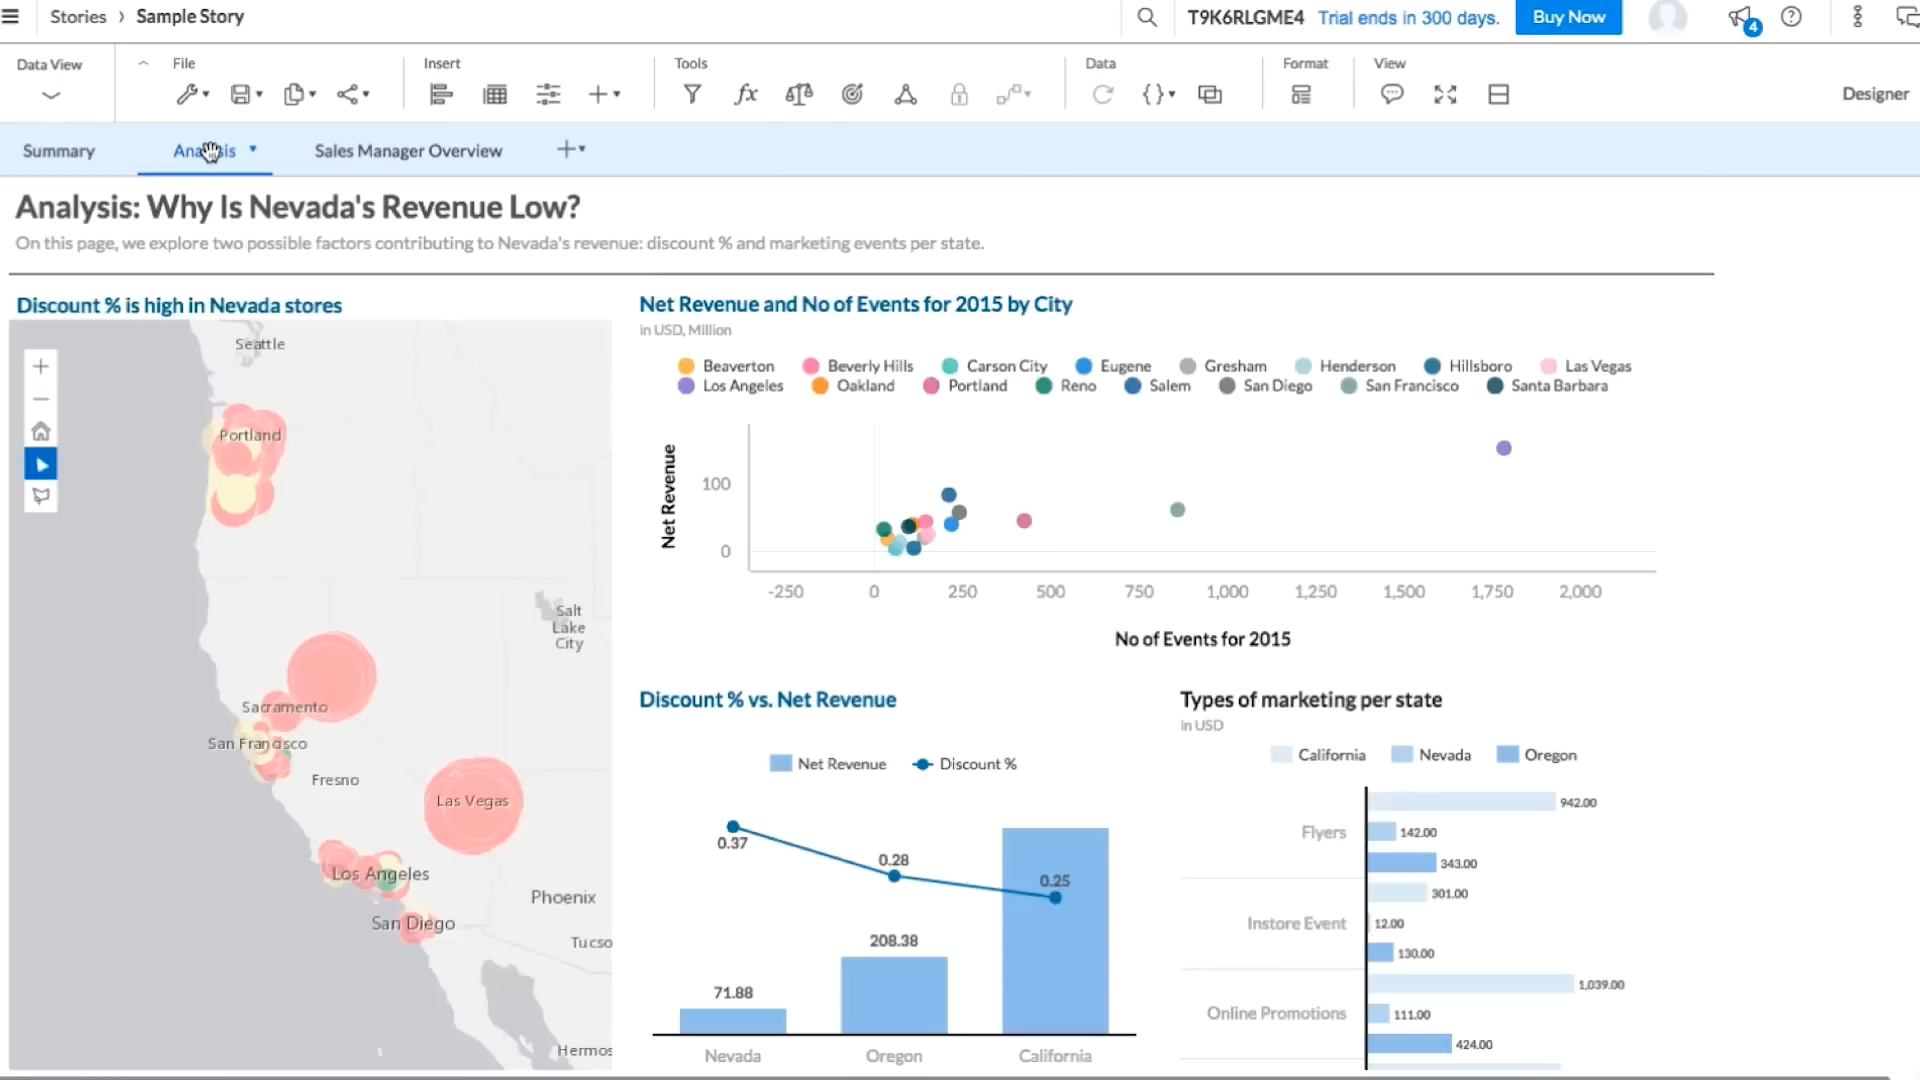 Stories › Sample Story
T9K6RLGME4 Trial ends in 300 days. Buy Now 4
Data View File Insert Tools Data Format View
Designer
Summary Analysis Sales Manager Overview
Analysis: Why Is Nevada's Revenue Low?
On this page, we explore two possible factors contributing to Nevada's revenue: discount % and marketing events per state.
Discount % is high in Nevada stores
Seattle
Portland
Salt
Lake
City
Sacramento
San Francisco
Fresno
Las Vegas
Los Angeles
Phoenix
San Diego
Tucso
Hermos
Net Revenue and No of Events for 2015 by City
in USD, Million
Beaverton Beverly Hills Carson City Eugene Gresham Henderson Hillsboro Las Vegas
Los Angeles Oakland Portland Reno Salem San Diego San Francisco Santa Barbara
Net Revenue
100
0
-250 0 250 500 750 1,000 1,250 1,500 1,750 2,000
No of Events for 2015
Discount % vs. Net Revenue
Net Revenue Discount %
0.37
0.28
0.25
208.38
71.88
Nevada Oregon California
Types of marketing per state
in USD
California Nevada Oregon
942.00
Flyers 142.00
343.00
301.00
Instore Event 12.00
130.00
1,039.00
Online Promotions 111.00
424.00